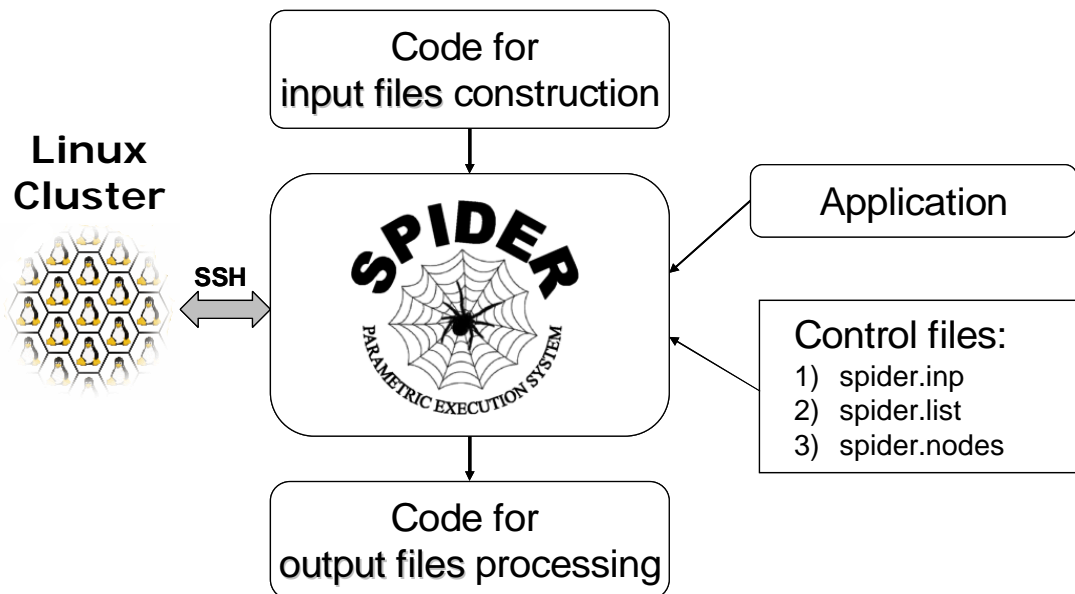 Code for
input files construction
Linux
Cluster
SSH
SPIDER
PARAMETRIC EXECUTION SYSTEM
Application
Control files:
1) spider.inp
2) spider.list
3) spider.nodes
Code for
output files processing